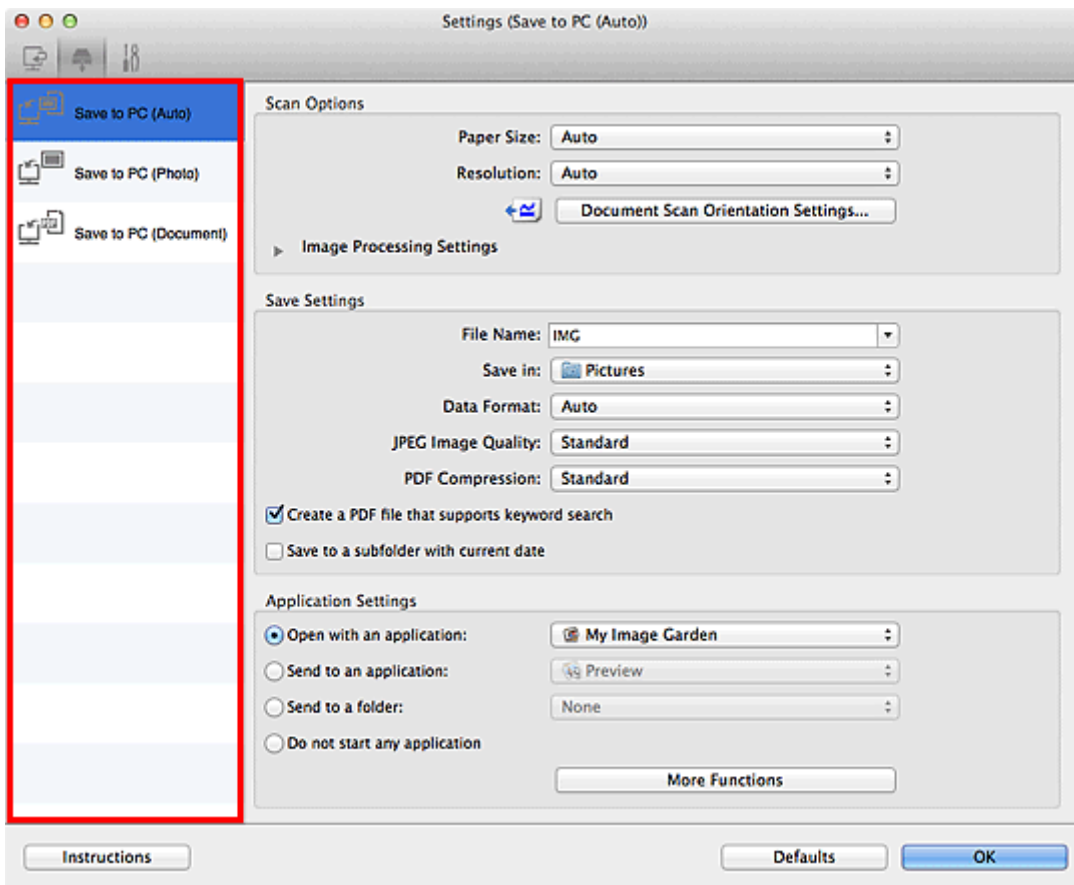 Settings (Save to PC (Auto))
Save to PC (Auto)
Save to PC (Photo)
Save to PC (Document)
Scan Options
Paper Size: Auto
Resolution: Auto
Document Scan Orientation Settings...
Image Processing Settings
Save Settings
File Name: IMG
Save in: Pictures
Data Format: Auto
JPEG Image Quality: Standard
PDF Compression: Standard
Create a PDF file that supports keyword search
Save to a subfolder with current date
Application Settings
Open with an application: My Image Garden
Send to an application: Preview
Send to a folder: None
Do not start any application
More Functions
Instructions Defaults OK